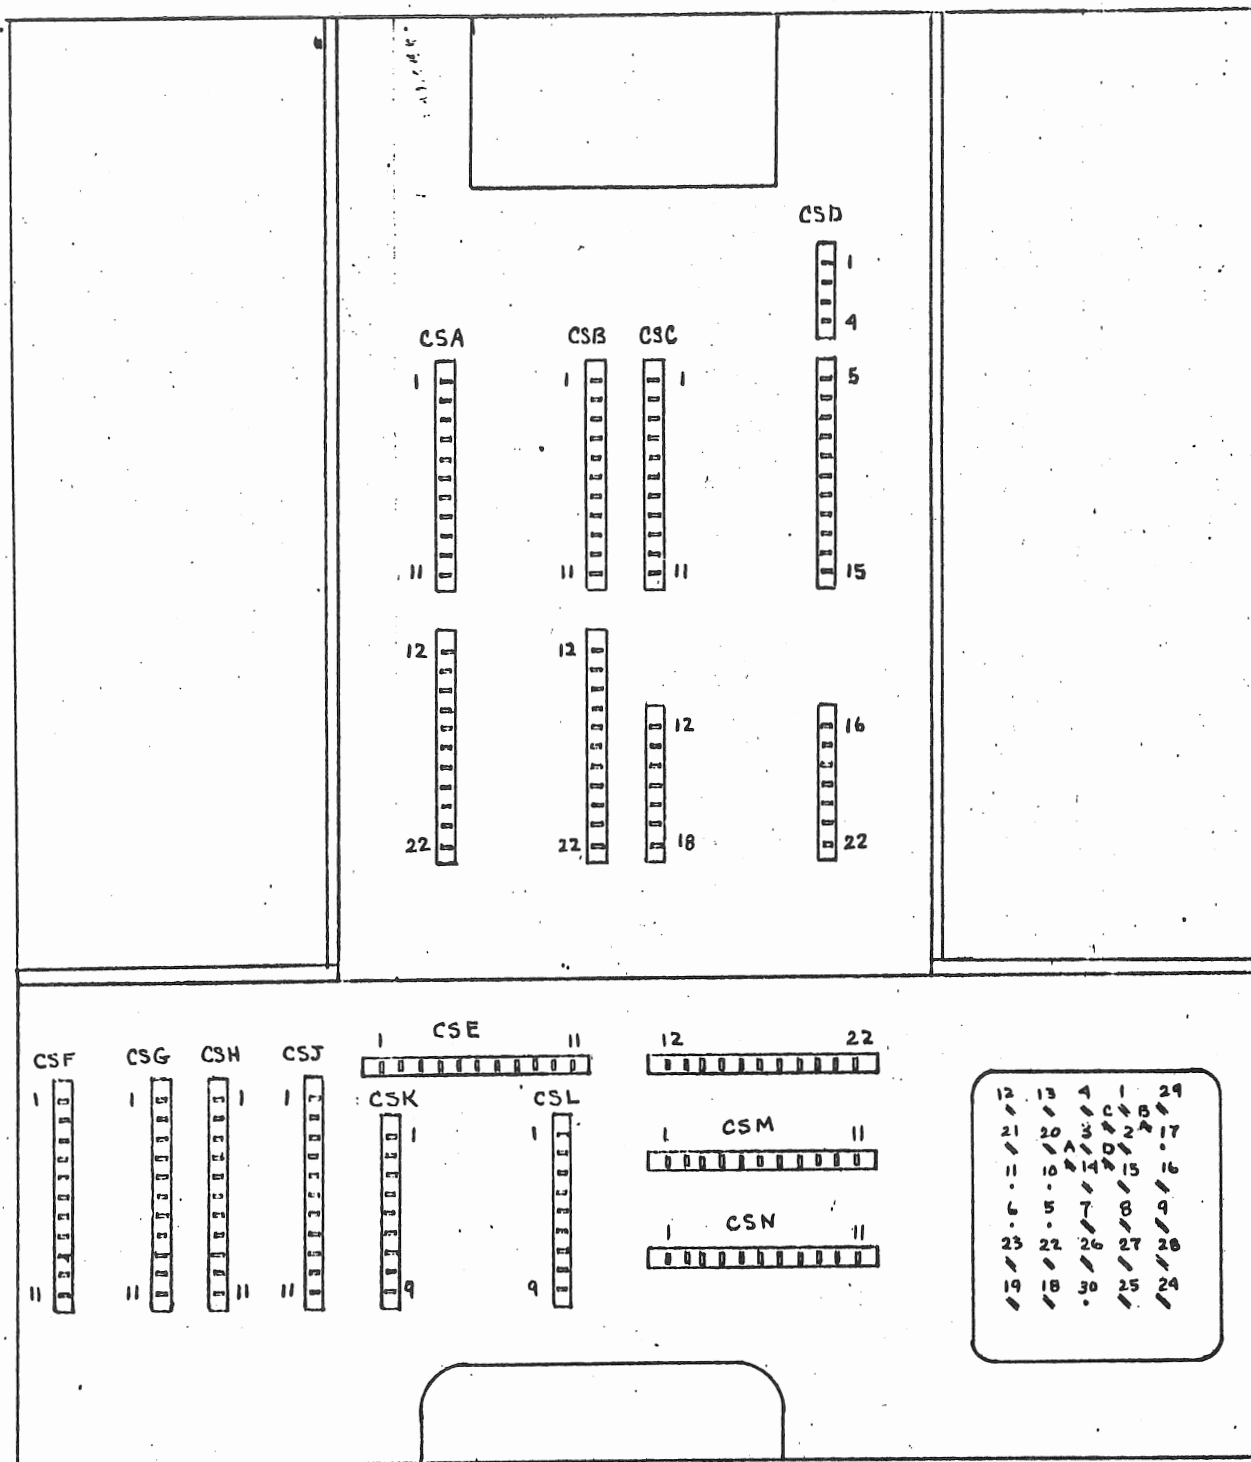 CSD
1
4
CSA CSB CSC
1 1 1 5
11 11 11 15
12 12
12 16
22 22 18 22
CSE
1 11 12 22
CSF CSG CSH CSJ
1 1 1 1
CSK CSL
1 1
CSM
1 11
CSN
1 11
11 11 11 11 9 9
12 13 4 1 29
C B
21 20 3 2 17
A D
11 10 14 15 16
6 5 7 8 9
23 22 26 27 28
19 18 30 25 24